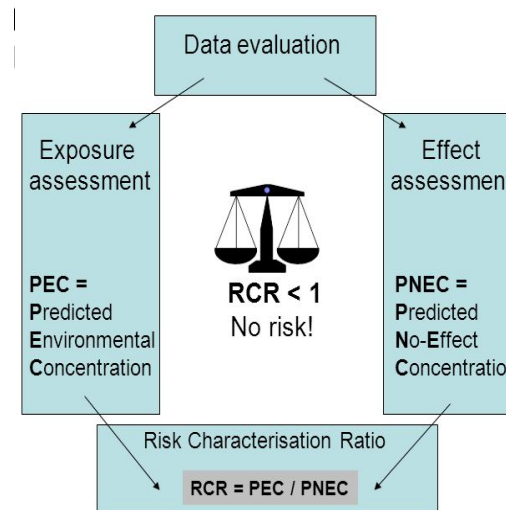 Data evaluation
Exposure
assessment
PEC =
Predicted
Environmental
Concentration
RCR < 1
No risk!
Effect
assessmen
PNEC =
Predicted
No-Effect
Concentratio
Risk Characterisation Ratio
RCR = PEC / PNEC